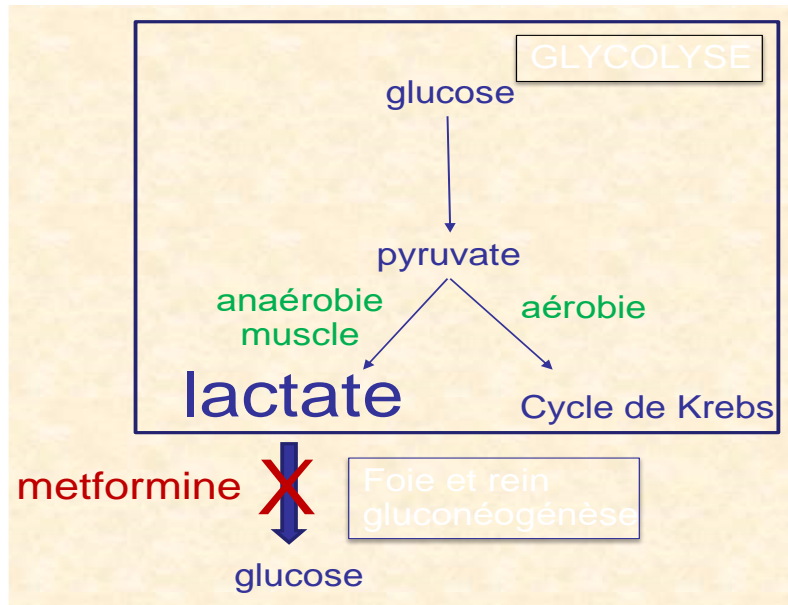 GLYCOLYSE
glucose
pyruvate
anaérobie
muscle
aérobie
lactate
Cycle de Krebs
metformine
X
Foie et rein
gluconéogénèse
glucose